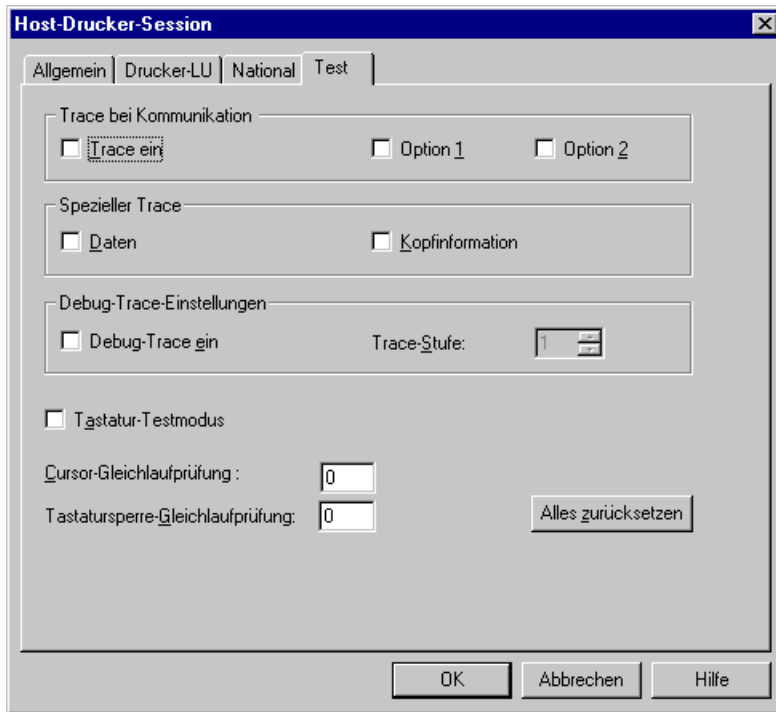 Host-Drucker-Session
Allgemein Drucker-LU National Test
Trace bei Kommunikation
Trace ein Option 1 Option 2
Spezieller Trace
Daten Kopfinformation
Debug-Trace-Einstellungen
Debug-Trace ein Trace-Stufe: 1
Tastatur-Testmodus
Cursor-Gleichlaufprüfung : 0
Tastatursperre-Gleichlaufprüfung: 0 Alles zurücksetzen
OK Abbrechen Hilfe